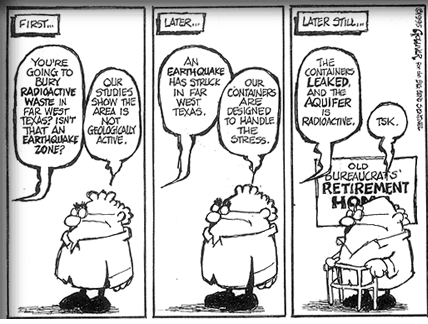 FIRST...
YOU'RE
GOING TO
BURY
RADIOACTIVE
WASTE IN
FAR WEST
TEXAS? ISN'T
THAT AN
EARTHQUAKE
ZONE?
OUR
STUDIES
SHOW THE
AREA IS
NOT
GEOLOGICALLY
ACTIVE.
LATER...
AN
EARTHQUAKE
HAS STRUCK
IN FAR
WEST
TEXAS.
OUR
CONTAINERS
ARE
DESIGNED
TO HANDLE
THE
STRESS.
LATER STILL...
THE
CONTAINERS
LEAKED,
AND THE
AQUIFER
IS
RADIOACTIVE.
TSK.
OLD
BUREAUCRATS'
RETIREMENT